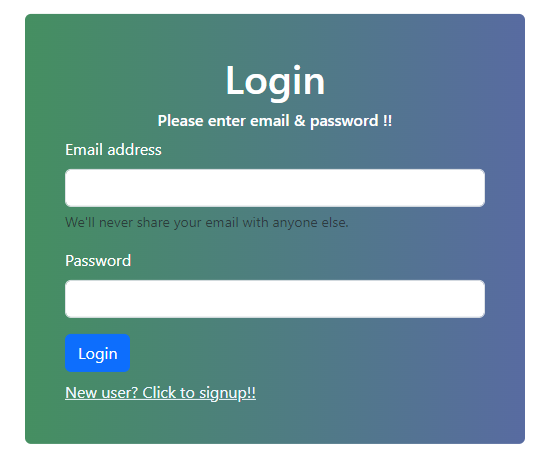 Login
Please enter email & password !!
Email address
We'll never share your email with anyone else.
Password
Login
New user? Click to signup!!